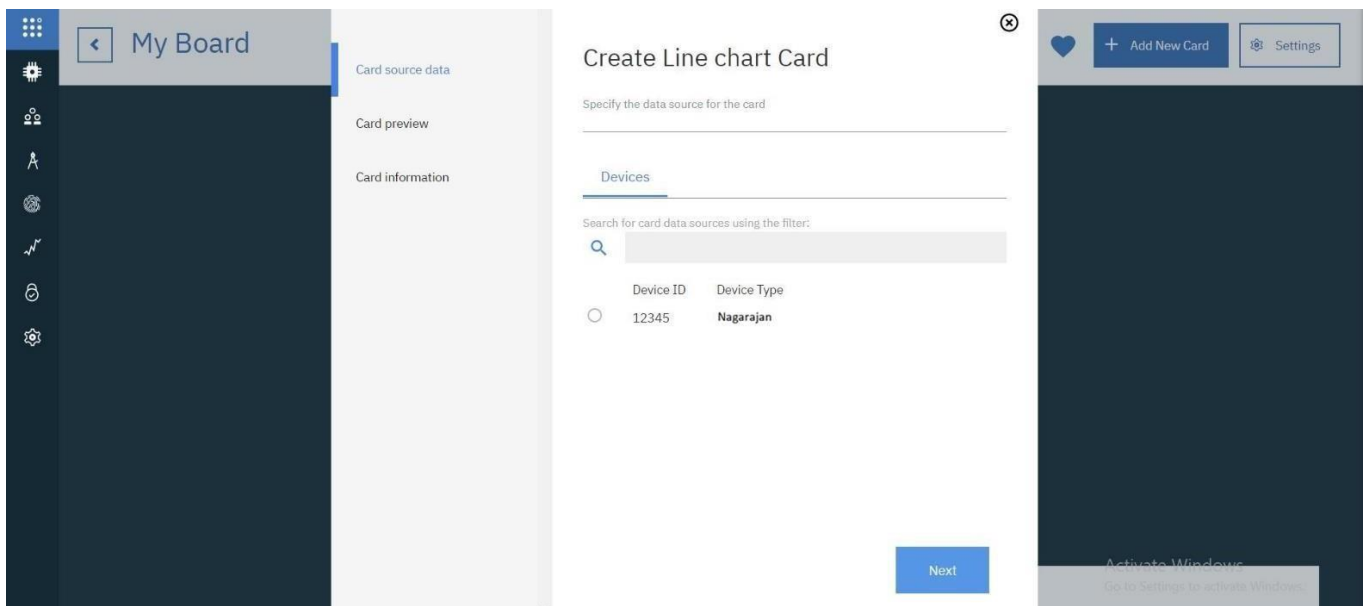 My Board
Card source data
Card preview
Card information
Create Line chart Card
Specify the data source for the card
Devices
Search for card data sources using the filter:
Device ID Device Type
12345 Nagarajan
Next
+ Add New Card
Settings
Activate Windows
Go to Settings to activate Windows.